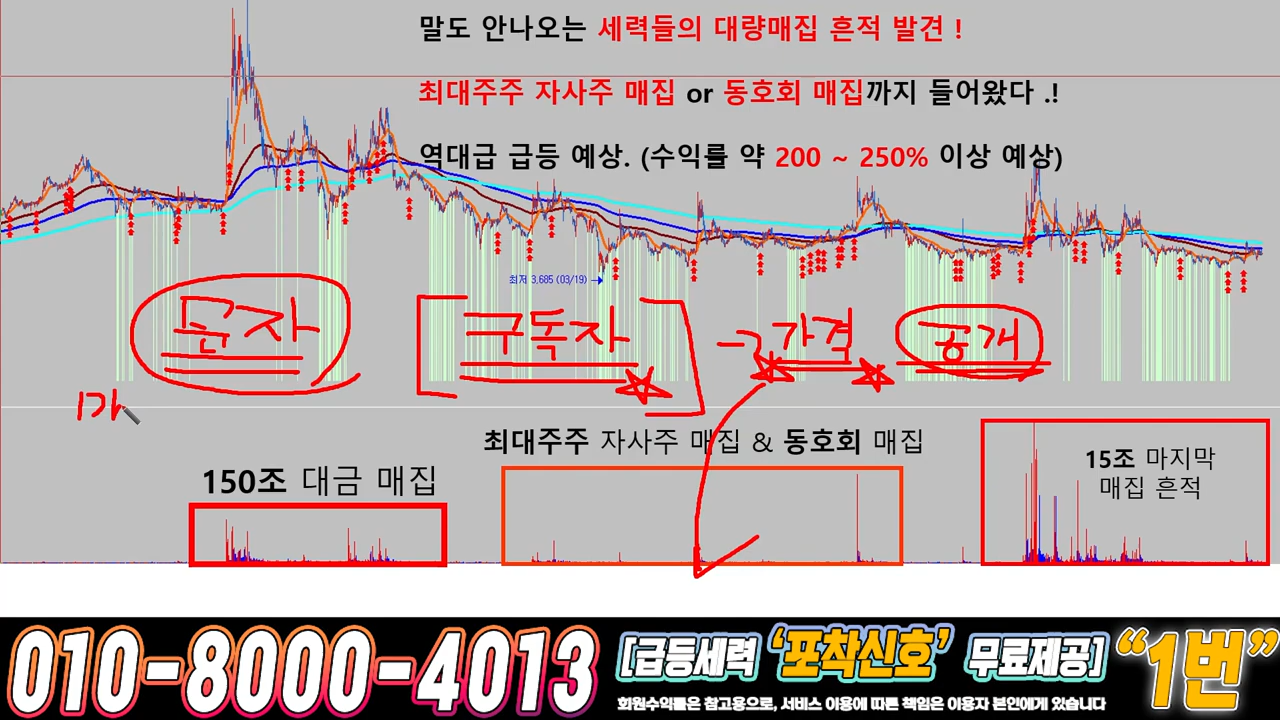 말도 안나오는 세력들의 대량매집 흔적 발견 !
최대주주 자사주 매집 or 동호회 매집까지 들어왔다 .!
역대급 급등 예상. (수익률 약 200 ~ 250% 이상 예상)
최저 3,685 (03/19)
문자
구독자
가격
공개
최대주주 자사주 매집 & 동호회 매집
150조 대금 매집
15조 마지막
매집 흔적
010-8000-4013
[급등세력 '포착신호' 무료제공] "1번"
회원수익률은 참고용으로, 서비스 이용에 따른 책임은 이용자 본인에게 있습니다